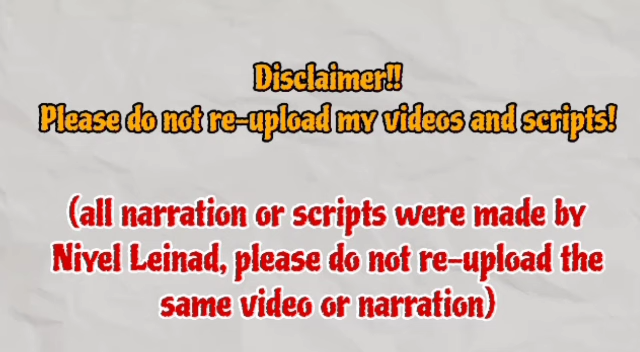 Disclaimer!!
Please do not re-upload my videos and scripts!
(all narration or scripts were made by
Nivel Leinad, please do not re-upload the
same video or narration)